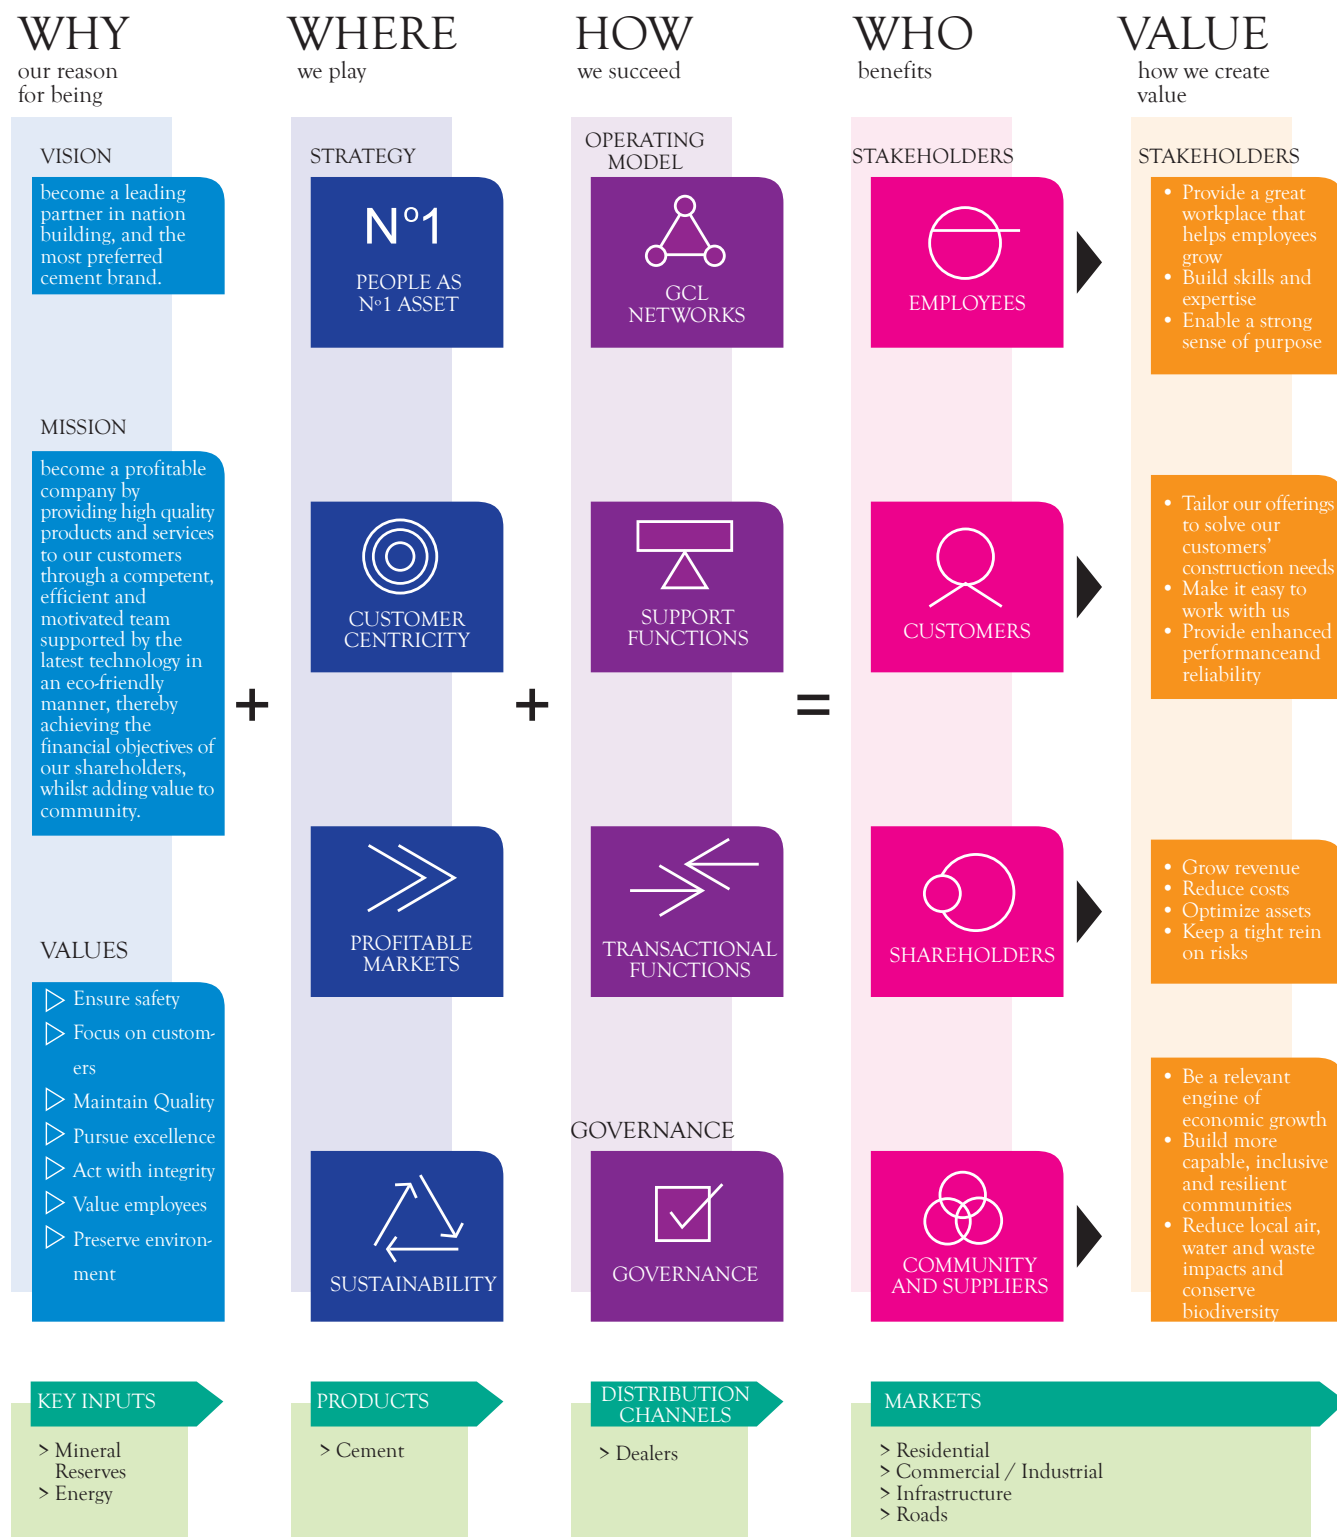 WHY
our reason
for being
VISION
become a leading
partner in nation
building, and the
most preferred
cement brand.
MISSION
become a profitable
company by
providing high quality
products and services
to our customers
through a competent,
efficient and
motivated team
supported by the
latest technology in
an eco-friendly
manner, thereby
achieving the
financial objectives of
our shareholders,
whilst adding value to
community.
VALUES
Ensure safety
Focus on custom-
ers
Maintain Quality
Pursue excellence
Act with integrity
Value employees
Preserve environ-
ment
+
WHERE
we play
STRATEGY
Nº1
PEOPLE AS
Nº1 ASSET
CUSTOMER
CENTRICITY
PROFITABLE
MARKETS
SUSTAINABILITY
+
HOW
we succeed
OPERATING
MODEL
GCL
NETWORKS
SUPPORT
FUNCTIONS
TRANSACTIONAL
FUNCTIONS
GOVERNANCE
GOVERNANCE
=
WHO
benefits
STAKEHOLDERS
EMPLOYEES
CUSTOMERS
SHAREHOLDERS
COMMUNITY
AND SUPPLIERS
VALUE
how we create
value
STAKEHOLDERS
• Provide a great
workplace that
helps employees
grow
• Build skills and
expertise
• Enable a strong
sense of purpose
• Tailor our offerings
to solve our
customers’
construction needs
• Make it easy to
work with us
• Provide enhanced
performanceand
reliability
• Grow revenue
• Reduce costs
• Optimize assets
• Keep a tight rein
on risks
• Be a relevant
engine of
economic growth
• Build more
capable, inclusive
and resilient
communities
• Reduce local air,
water and waste
impacts and
conserve
biodiversity
KEY INPUTS
> Mineral
Reserves
> Energy
PRODUCTS
> Cement
DISTRIBUTION
CHANNELS
> Dealers
MARKETS
> Residential
> Commercial / Industrial
> Infrastructure
> Roads